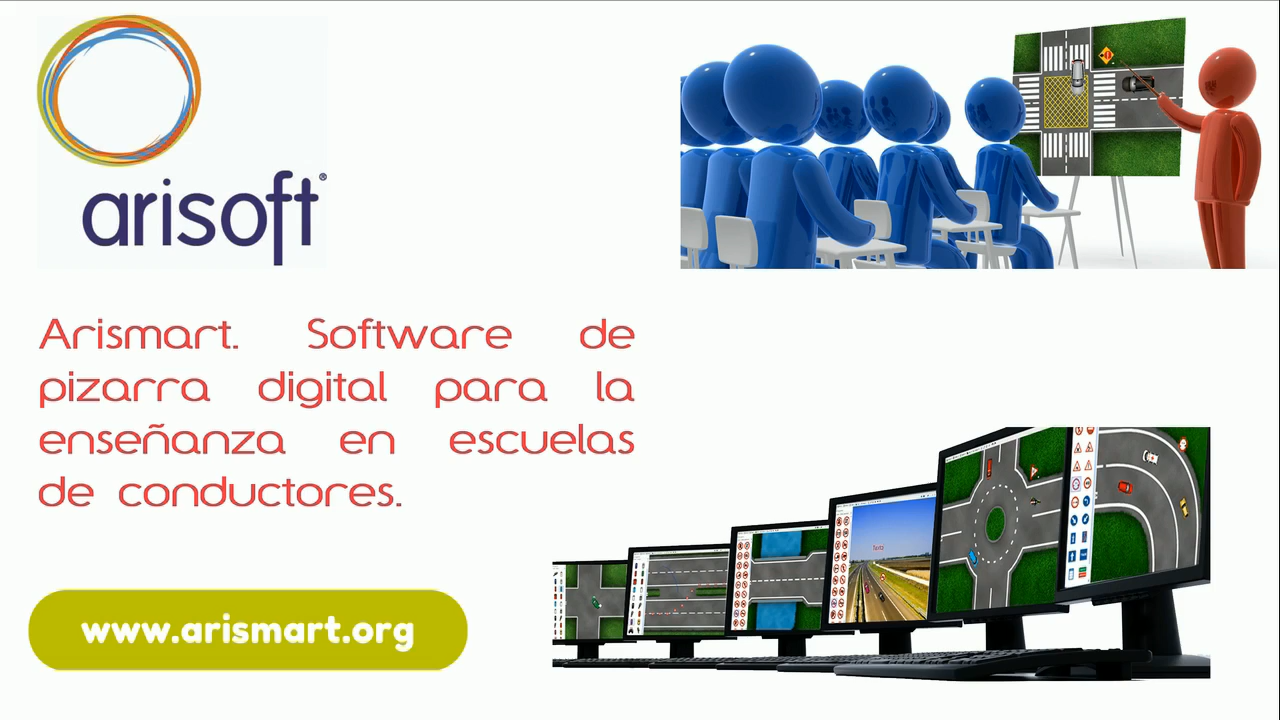 arisoft®
Arismart. Software de
pizarra digital para la
enseñanza en escuelas
de conductores.
www.arismart.org